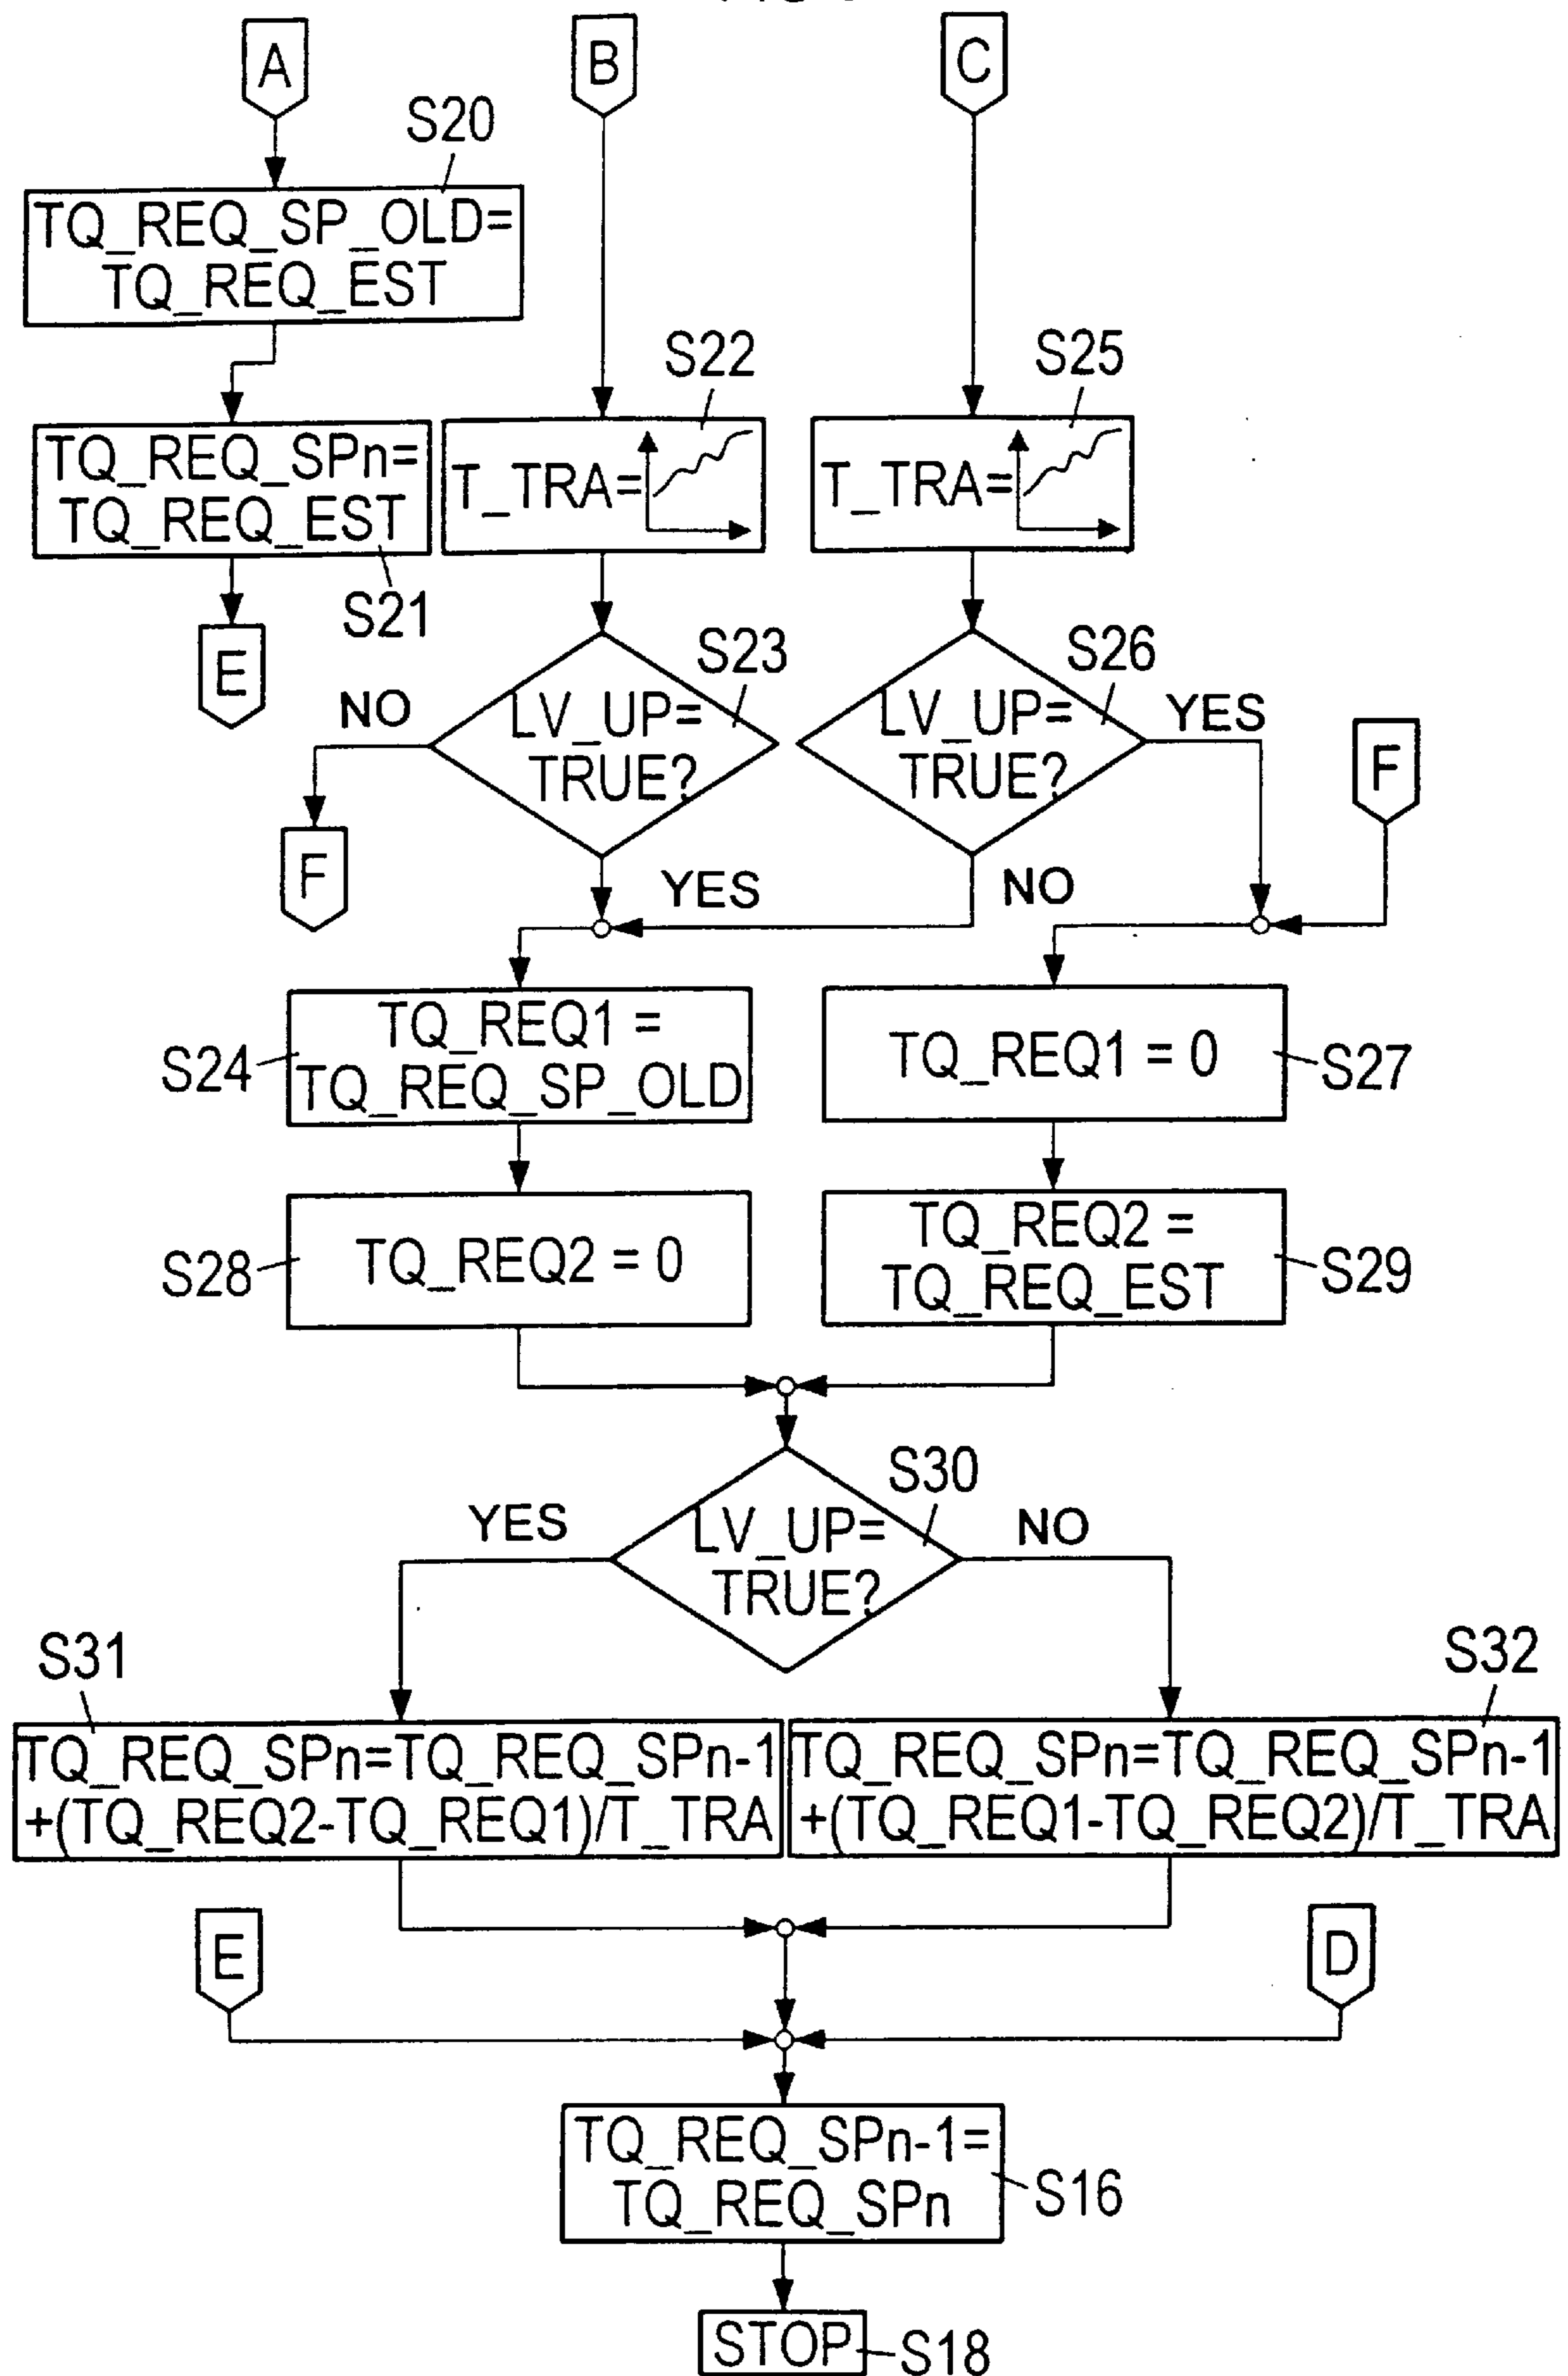 A
B
C
S20
TQ_REQ_SP_OLD=
TQ_REQ_EST
S22
S25
TQ_REQ_SPn=
TQ_REQ_EST
T_TRA=
T_TRA=
S21
E
S23
S26
NO
LV_UP=
TRUE?
LV_UP=
TRUE?
YES
F
F
YES
NO
S24
TQ_REQ1 =
TQ_REQ_SP_OLD
TQ_REQ1 = 0
S27
S28
TQ_REQ2 = 0
TQ_REQ2 =
TQ_REQ_EST
S29
S30
YES
LV_UP=
TRUE?
NO
S31
S32
TQ_REQ_SPn=TQ_REQ_SPn-1
+(TQ_REQ2-TQ_REQ1)/T_TRA
TQ_REQ_SPn=TQ_REQ_SPn-1
+(TQ_REQ1-TQ_REQ2)/T_TRA
E
D
TQ_REQ_SPn-1=
TQ_REQ_SPn
S16
STOP
S18